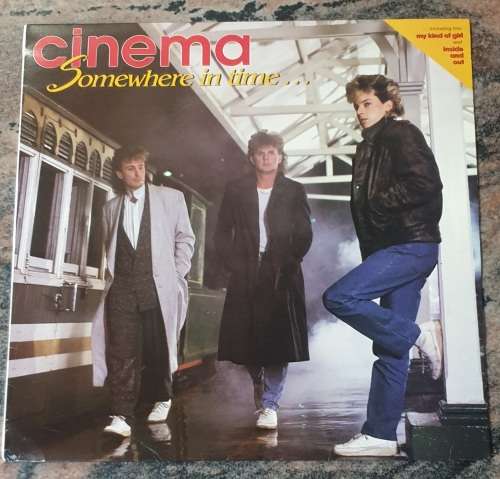 cinema
Somewhere in time...
including hits
my kind of girl
and
inside
and
out